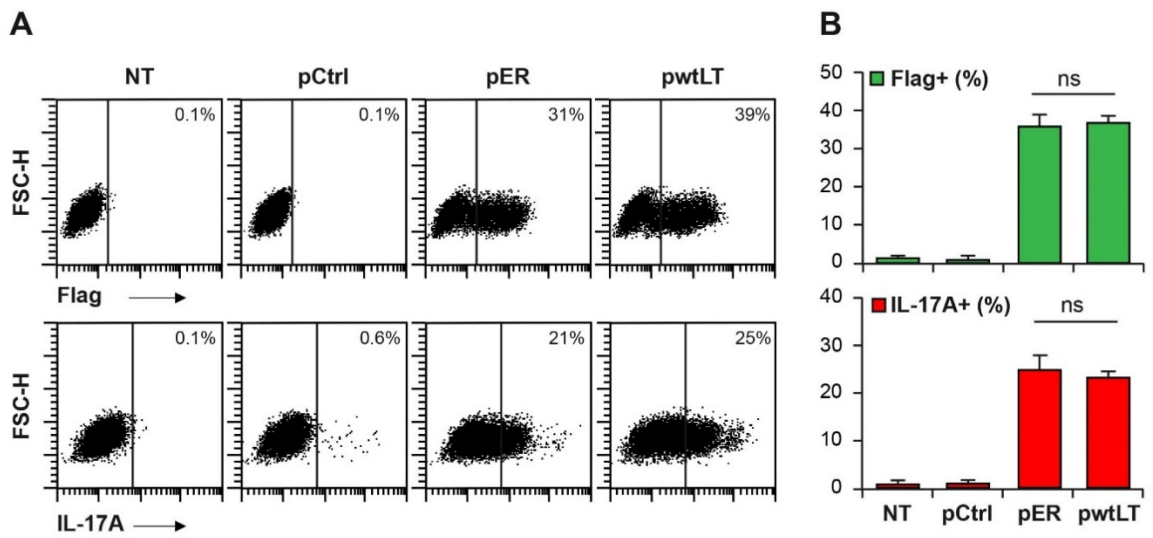 A
B
NT pCtrl pER pwtLT
FSC-H
0.1% 0.1% 31% 39%
Flag
FSC-H
0.1% 0.6% 21% 25%
IL-17A
50
40
30
20
10
0
Flag+ (%)
ns
40
30
20
10
0
IL-17A+ (%)
ns
NT pCtrl pER pwtLT